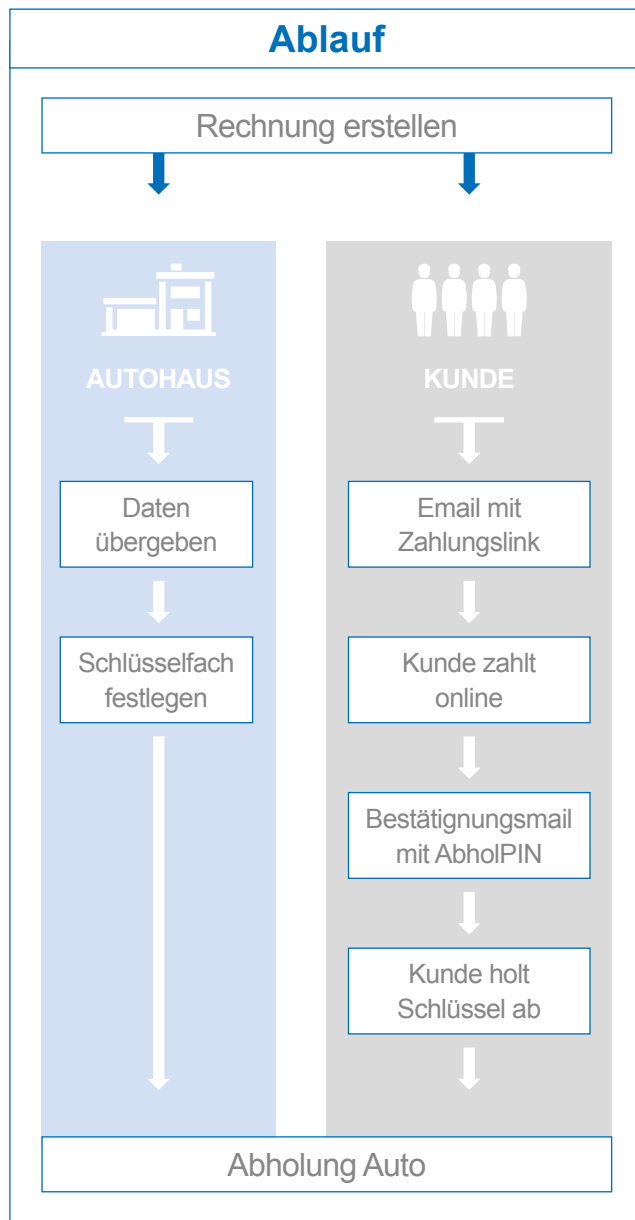 Ablauf
Rechnung erstellen
AUTOHAUS
Daten
übergeben
Schlüsselfach
festlegen
KUNDE
Email mit
Zahlungslink
Kunde zahlt
online
Bestätignungsmail
mit AbholPIN
Kunde holt
Schlüssel ab
Abholung Auto